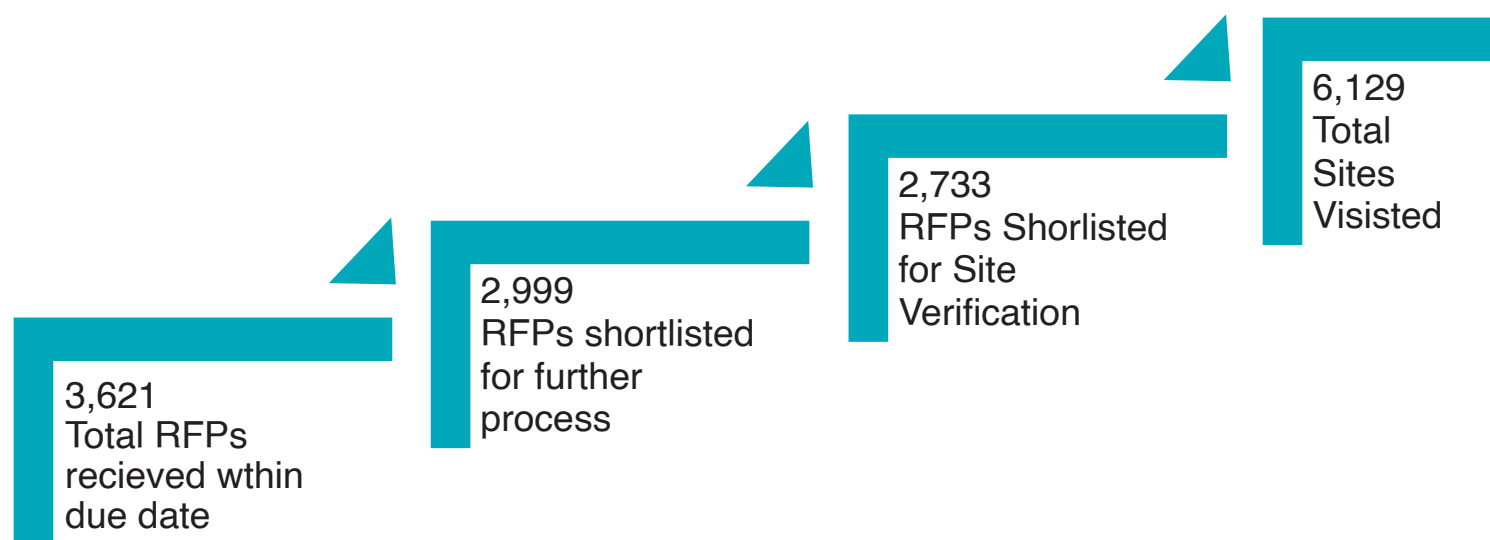 3,621
Total RFPs
recieved wthin
due date
2,999
RFPs shortlisted
for further
process
2,733
RFPs Shorlisted
for Site
Verification
6,129
Total
Sites
Visisted